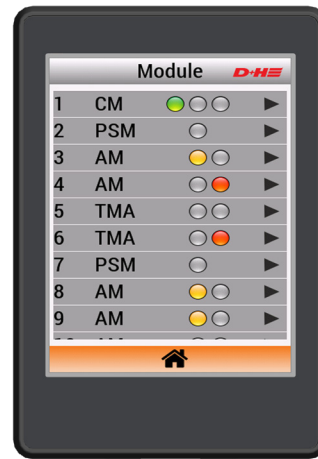 Module D+H
1 CM
2 PSM
3 AM
4 AM
5 TMA
6 TMA
7 PSM
8 AM
9 AM